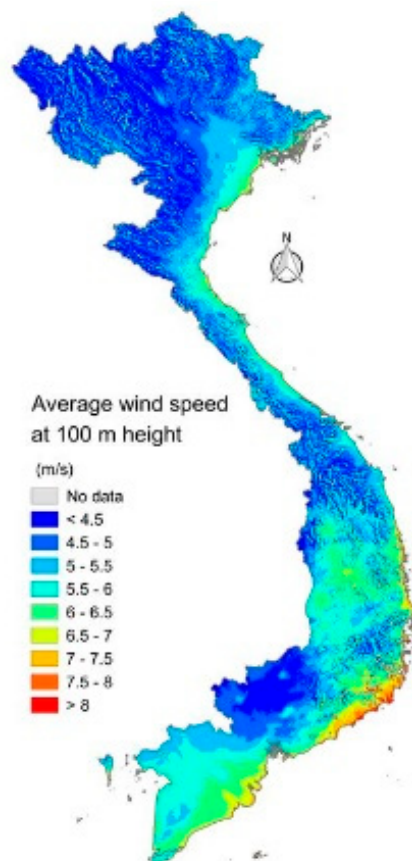 N
Average wind speed
at 100 m height
(m/s)
No data
< 4.5
4.5 - 5
5 - 5.5
5.5 - 6
6 - 6.5
6.5 - 7
7 - 7.5
7.5 - 8
> 8